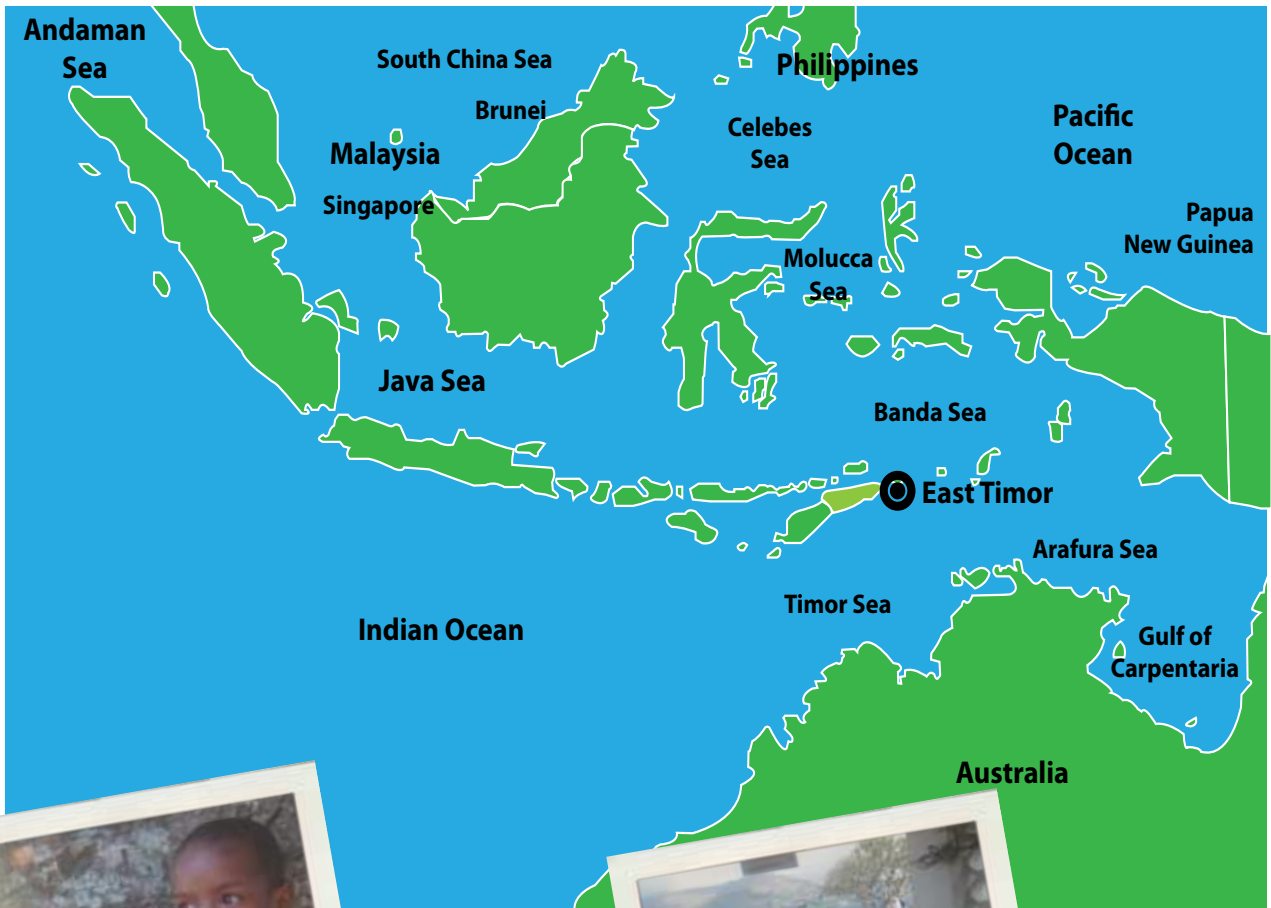 Andaman
Sea
South China Sea
Philippines
Brunei
Celebes
Sea
Pacific
Ocean
Malaysia
Singapore
Papua
New Guinea
Molucca
Sea
Java Sea
Banda Sea
East Timor
Arafura Sea
Timor Sea
Indian Ocean
Gulf of
Carpentaria
Australia